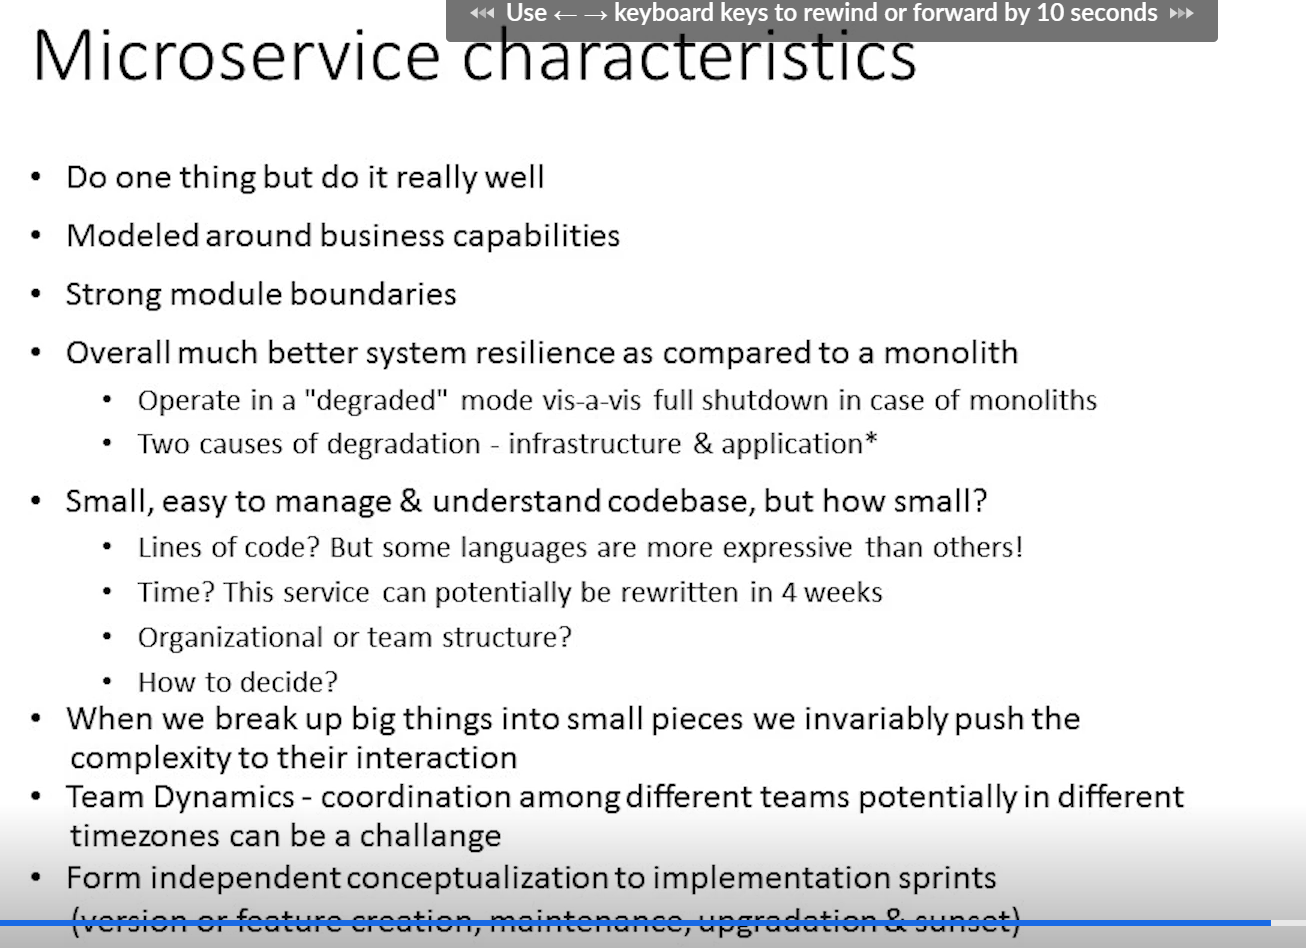 Use ← → keyboard keys to rewind or forward by 10 seconds
Microservice characteristics
• Do one thing but do it really well
• Modeled around business capabilities
• Strong module boundaries
• Overall much better system resilience as compared to a monolith
• Operate in a "degraded" mode vis-a-vis full shutdown in case of monoliths
• Two causes of degradation - infrastructure & application*
• Small, easy to manage & understand codebase, but how small?
• Lines of code? But some languages are more expressive than others!
• Time? This service can potentially be rewritten in 4 weeks
• Organizational or team structure?
• How to decide?
• When we break up big things into small pieces we invariably push the
complexity to their interaction
• Team Dynamics - coordination among different teams potentially in different
timezones can be a challange
• Form independent conceptualization to implementation sprints
(version or feature creation, maintenance, upgradation & sunset)